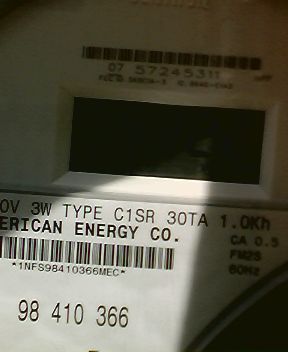 07 57245311
0V 3W TYPE C1SR 30TA 1.0Kh
ERICAN ENERGY CO.
CA 0.5
FM2S
60Hz
*1NFS98410366MEC*
98 410 366